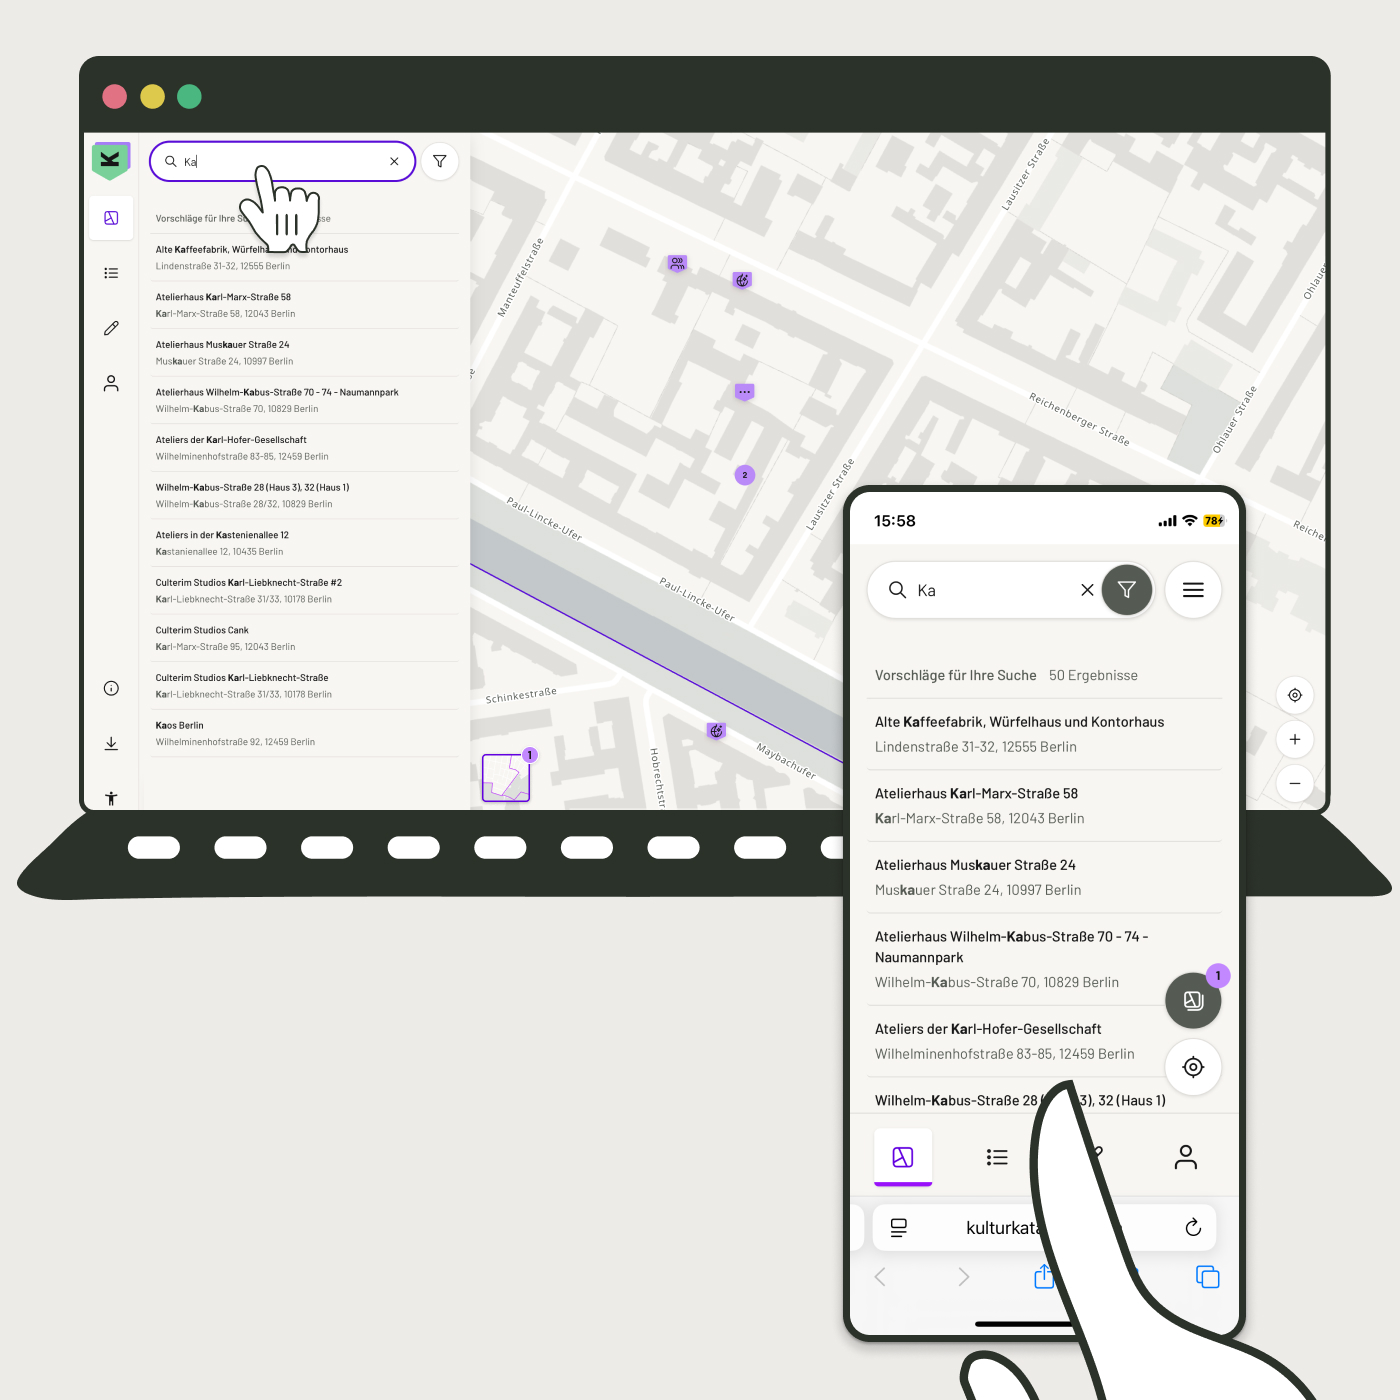 K
Ka
Vorschläge für Ihre
Alte Kaffeefabrik, Kontorhaus
Lindenstraße 31-32, 12555 Berlin
Atelierhaus Karl-Marx-Straße 58
Karl-Marx-Straße 58, 12043 Berlin
Atelierhaus Muskauer Straße 24
Muskauer Straße 24, 10997 Berlin
Atelierhaus Wilhelm-Kabus-Straße 70 - 74 - Naumannpark
Wilhelm-Kabus-Straße 70, 10829 Berlin
Ateliers der Karl-Hofer-Gesellschaft
Wilhelminenhofstraße 83-85, 12459 Berlin
Wilhelm-Kabus-Straße 28 (Haus 3), 32 (Haus 1)
Wilhelm-Kabus-Straße 28/32, 10829 Berlin
Ateliers in der Kastenienallee 12
Kastanienallee 12, 10435 Berlin
Culterim Studios Karl-Liebknecht-Straße #2
Karl-Liebknecht-Straße 31/33, 10178 Berlin
Culterim Studios Cank
Karl-Marx-Straße 95, 12043 Berlin
Culterim Studios Karl-Liebknecht-Straße
Karl-Liebknecht-Straße 31/33, 10178 Berlin
Kaos Berlin
Wilhelminenhofstraße 92, 12459 Berlin
Manteuffelstraße
Lausitzer Straße
Ohlauer
Reichenberger Straße
Ohlauer Straße
Lausitzer Straße
2
Paul-Lincke-Ufer
Paul-Lincke-Ufer
Schinkestraße
Hobrechtstr
Maybachufer
1
15:58
78
Ka
Vorschläge für Ihre Suche 50 Ergebnisse
Alte Kaffeefabrik, Würfelhaus und Kontorhaus
Lindenstraße 31-32, 12555 Berlin
Atelierhaus Karl-Marx-Straße 58
Karl-Marx-Straße 58, 12043 Berlin
Atelierhaus Muskauer Straße 24
Muskauer Straße 24, 10997 Berlin
Atelierhaus Wilhelm-Kabus-Straße 70 - 74 -
Naumannpark
Wilhelm-Kabus-Straße 70, 10829 Berlin
1
Ateliers der Karl-Hofer-Gesellschaft
Wilhelminenhofstraße 83-85, 12459 Berlin
Wilhelm-Kabus-Straße 28 3), 32 (Haus 1)
kulturkat